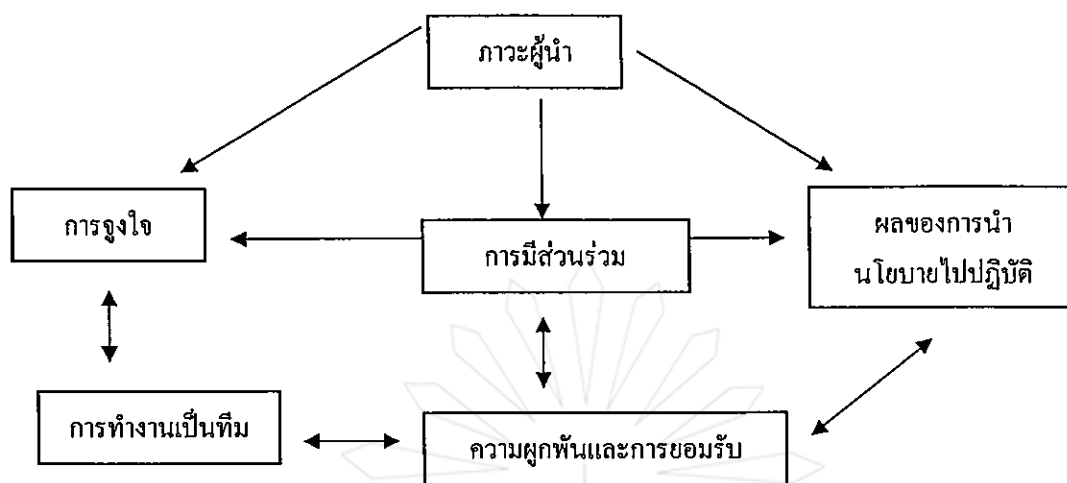 ภาวะผู้นำ
การจูงใจ
การมีส่วนร่วม
ผลของการนำ
นโยบายไปปฏิบัติ
การทำงานเป็นทีม
ความผูกพันและการยอมรับ